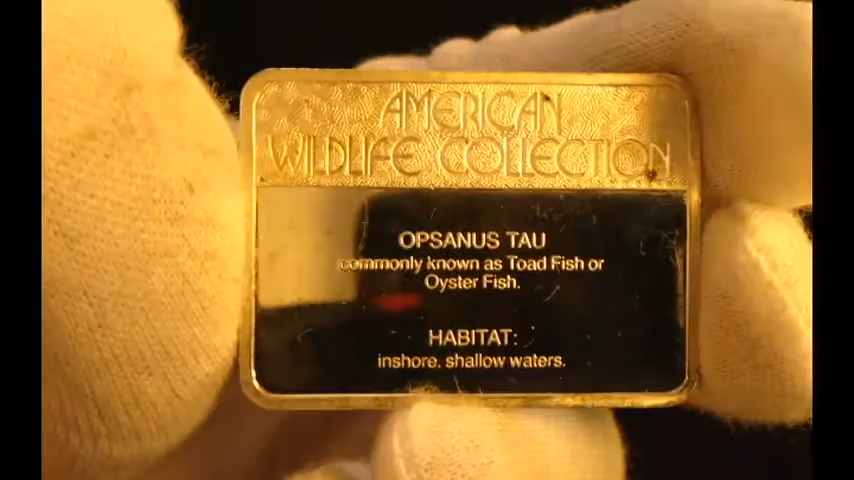 AMERICAN
WILDLIFE COLLECTION
OPSANUS TAU
commonly known as Toad Fish or
Oyster Fish.
HABITAT:
inshore. shallow waters.